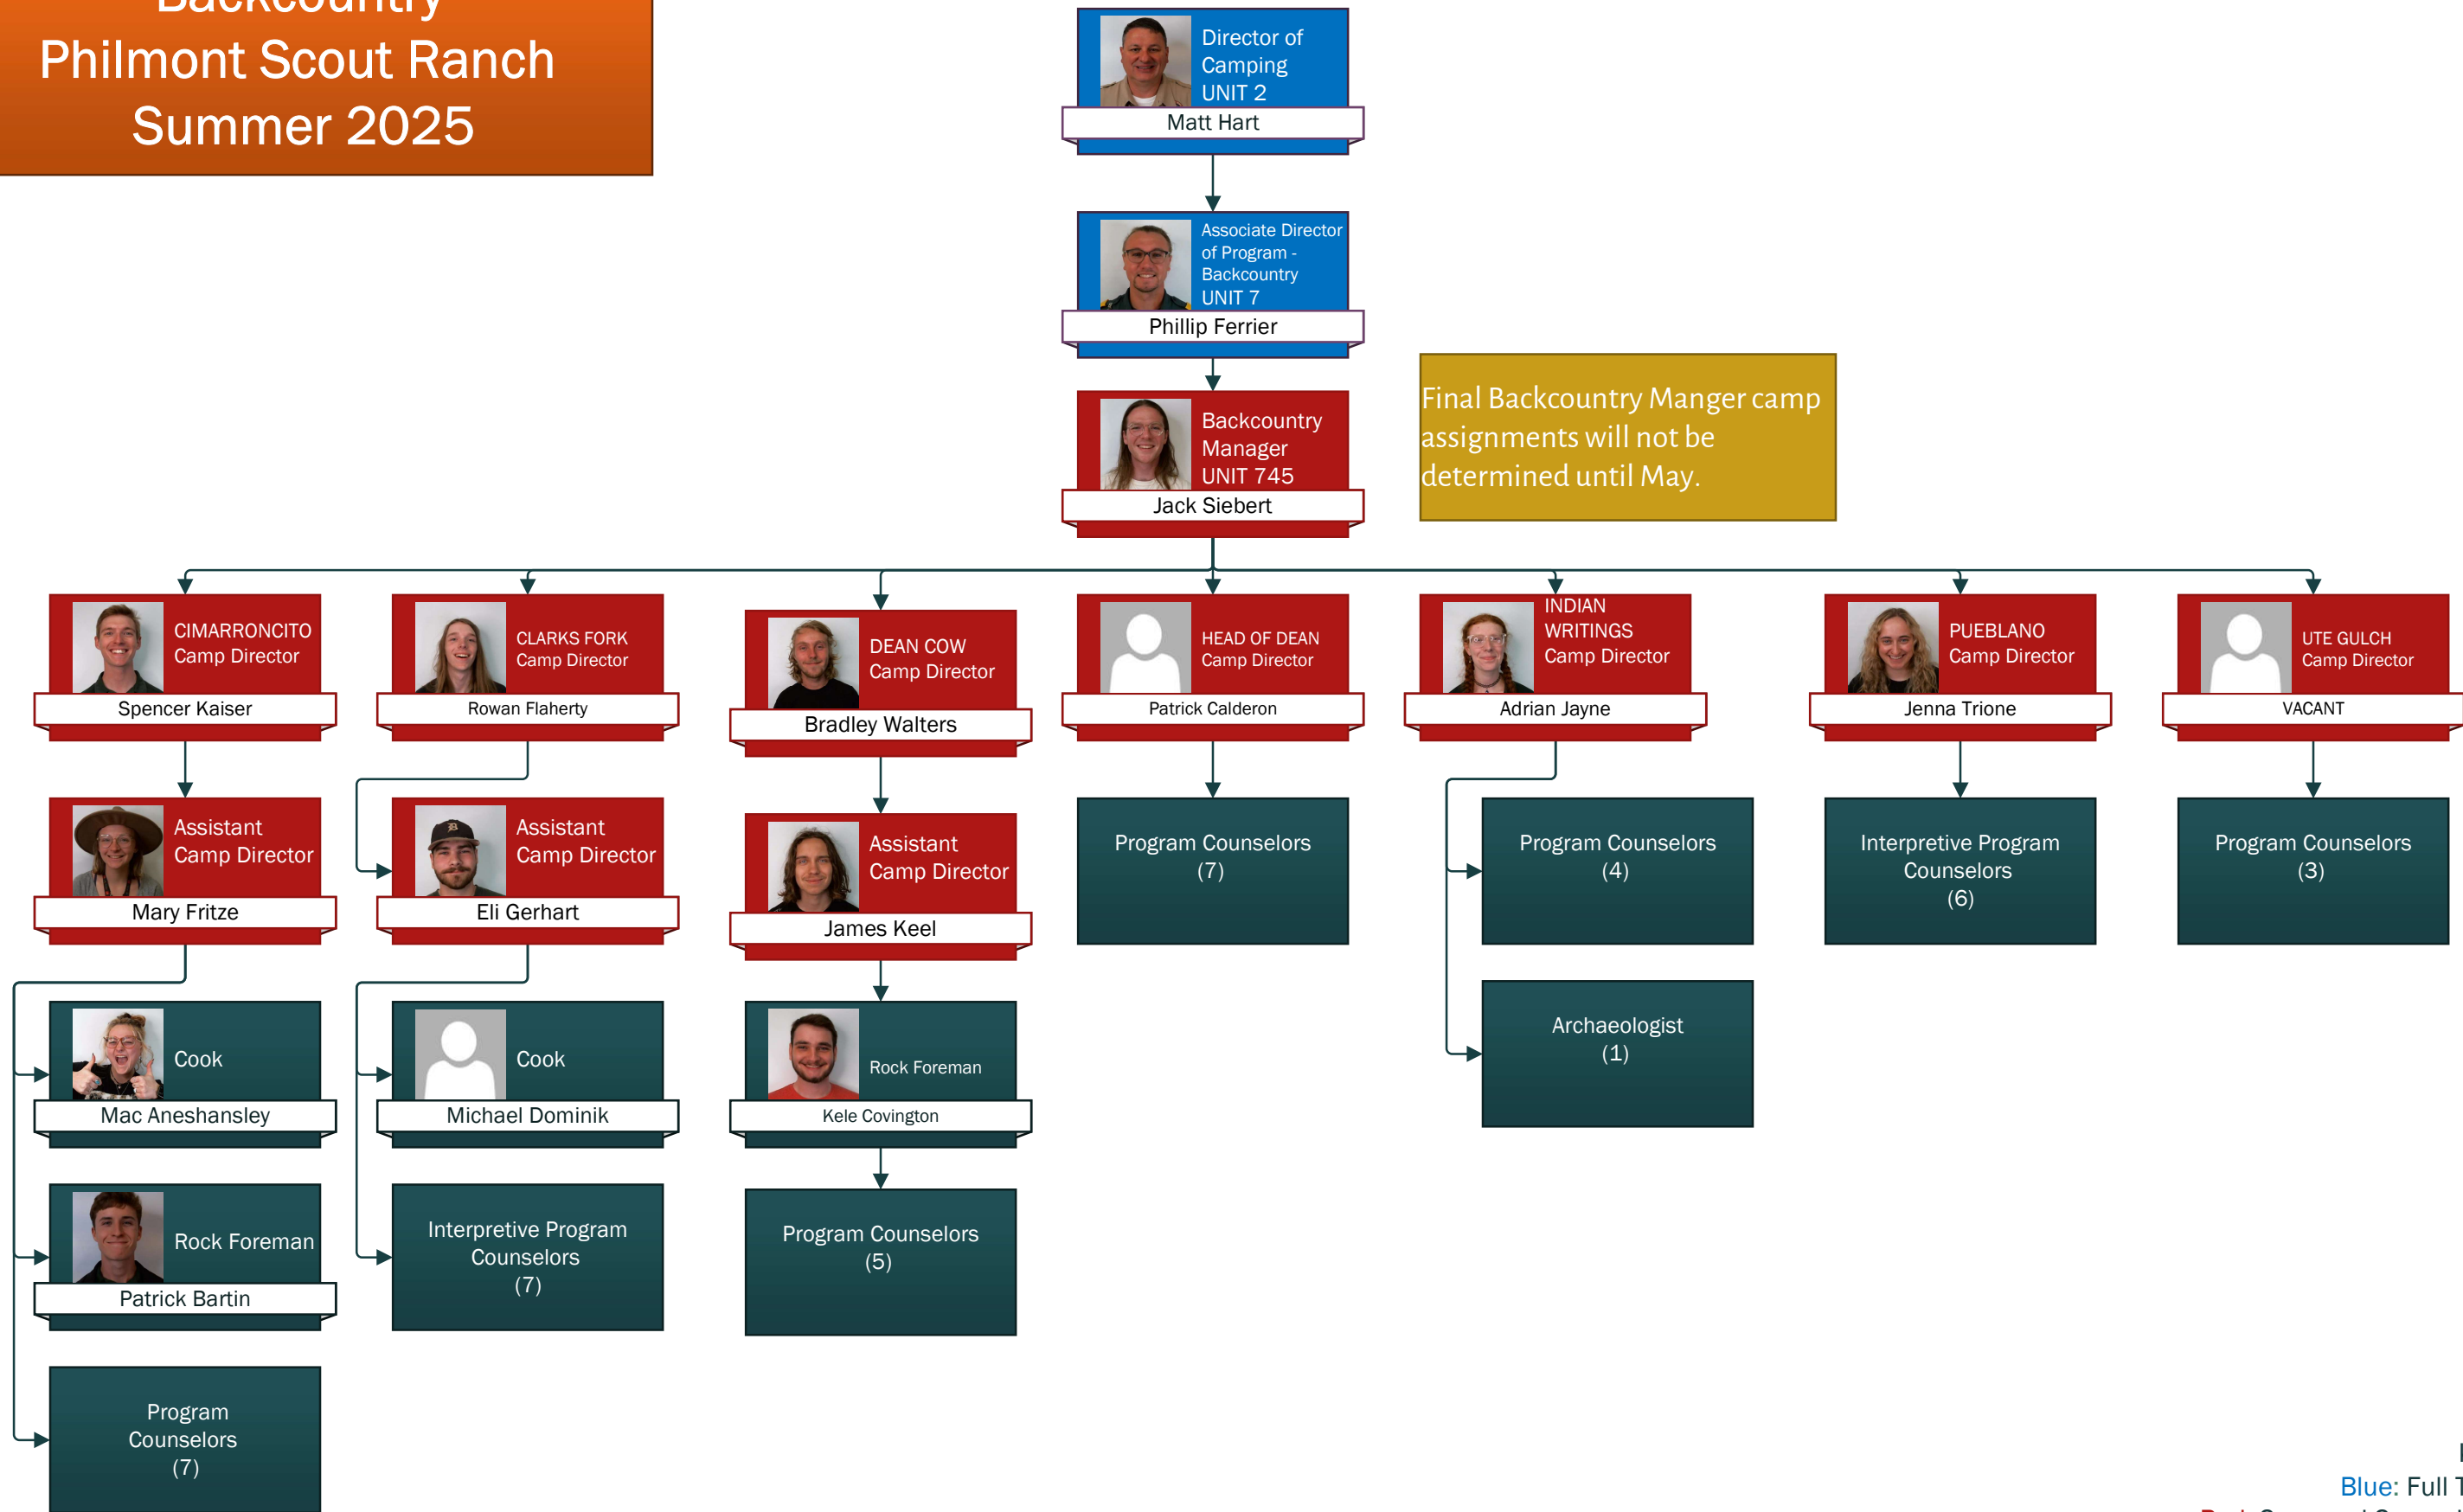 Backcountry
Philmont Scout Ranch
Summer 2025
Director of
Camping
UNIT 2
Matt Hart
Associate Director
of Program -
Backcountry
UNIT 7
Phillip Ferrier
Backcountry
Manager
UNIT 745
Jack Siebert
Final Backcountry Manger camp
assignments will not be
determined until May.
CIMARRONCITO
Camp Director
Spencer Kaiser
CLARKS FORK
Camp Director
Rowan Flaherty
DEAN COW
Camp Director
Bradley Walters
HEAD OF DEAN
Camp Director
Patrick Calderon
INDIAN
WRITINGS
Camp Director
Adrian Jayne
PUEBLANO
Camp Director
Jenna Trione
UTE GULCH
Camp Director
VACANT
Assistant
Camp Director
Mary Fritze
Assistant
Camp Director
Eli Gerhart
Assistant
Camp Director
James Keel
Program Counselors
(7)
Program Counselors
(4)
Interpretive Program
Counselors
(6)
Program Counselors
(3)
Cook
Mac Aneshansley
Cook
Michael Dominik
Rock Foreman
Kele Covington
Archaeologist
(1)
Rock Foreman
Patrick Bartin
Interpretive Program
Counselors
(7)
Program Counselors
(5)
Program
Counselors
(7)
Blue: Full